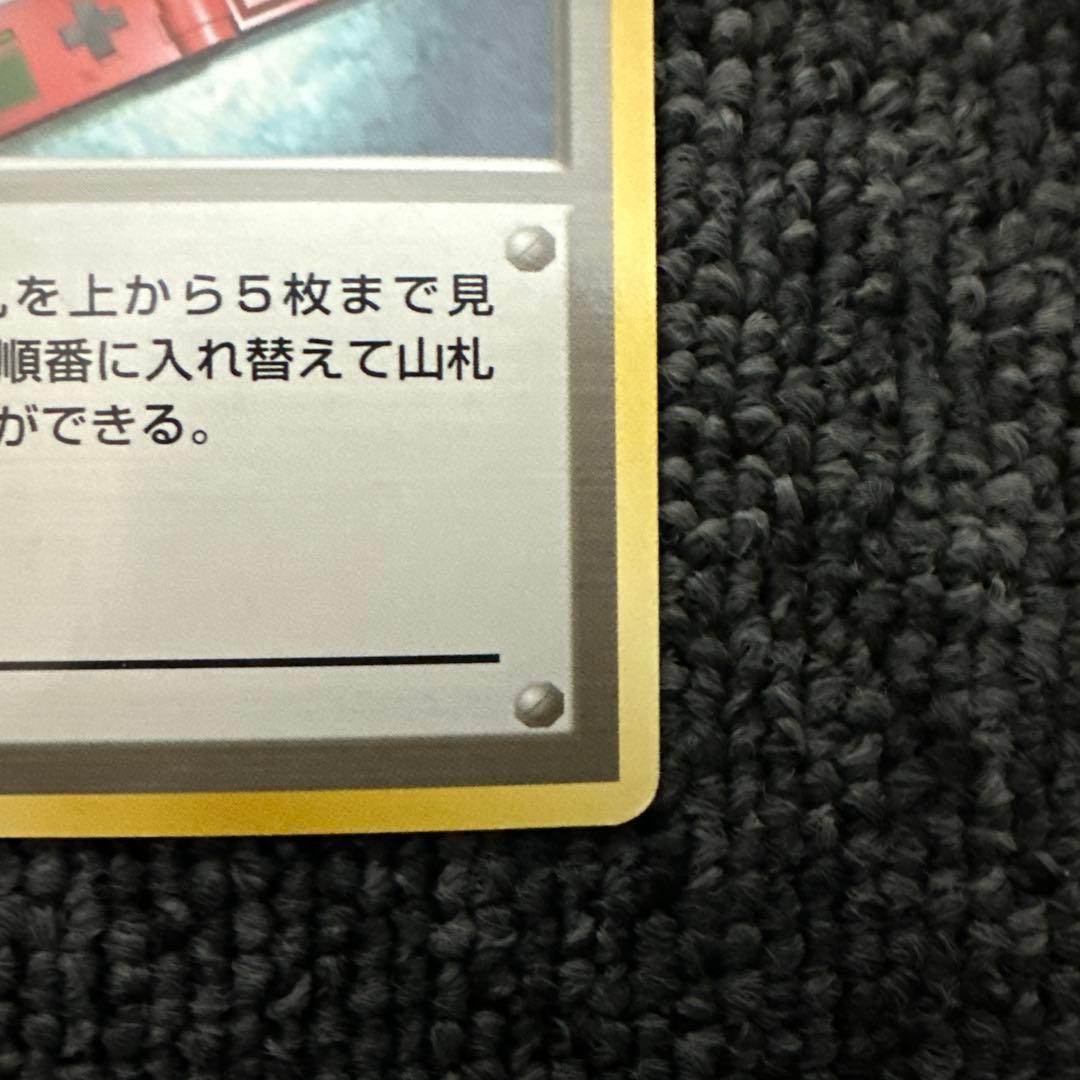 を上から５枚まで見
順番に入れ替えて山札
ができる。